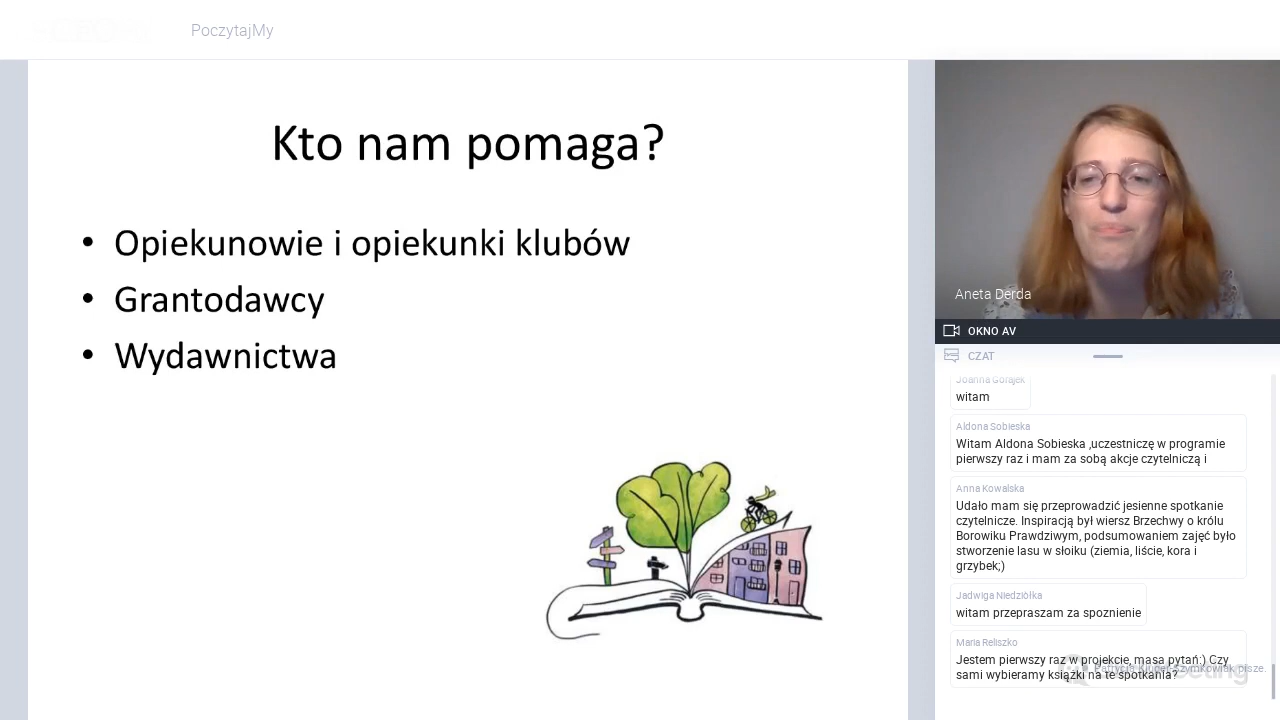 PoczytajMy
Kto nam pomaga?
• Opiekunowie i opiekunki klubów
• Grantodawcy
• Wydawnictwa
Aneta Derda
OKNO AV
CZAT
Joanna Gołajek
witam
Aldona Sobieska
Witam Aldona Sobieska ,uczestniczę w programie
pierwszy raz i mam za sobą akcje czytelniczą i
Anna Kowalska
Udało mam się przeprowadzić jesienne spotkanie
czytelnicze. Inspiracją był wiersz Brzechwy o królu
Borowiku Prawdziwym, podsumowaniem zajęć było
stworzenie lasu w słoiku (ziemia, liście, kora i
grzybek;)
Jadwiga Niedziółka
witam przepraszam za spoznienie
Maria Reliszko
Jestem pierwszy raz w projekcie, masa pytań:) Czy
sami wybieramy książki na te spotkania?
pisze.